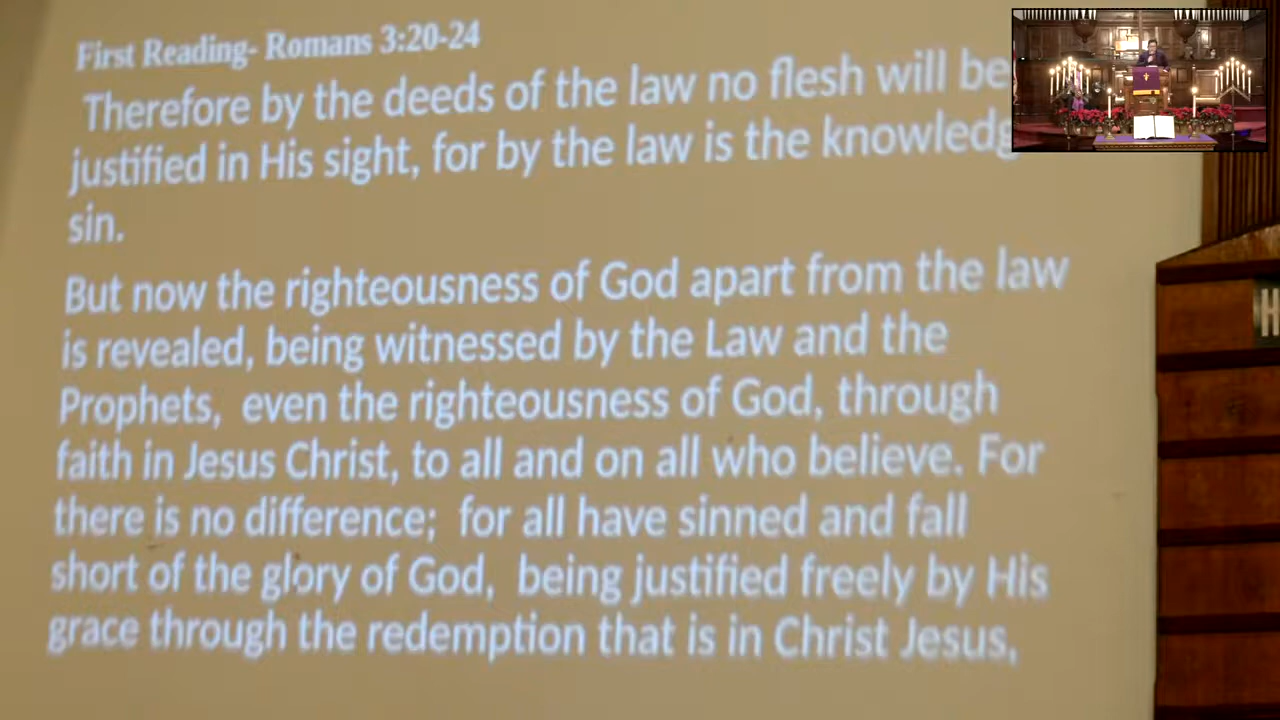 First Reading- Romans 3:20-24
Therefore by the deeds of the law no flesh will be
justified in His sight, for by the law is the knowledg
sin.
But now the righteousness of God apart from the law
is revealed, being witnessed by the Law and the
Prophets, even the righteousness of God, through
faith in Jesus Christ, to all and on all who believe. For
there is no difference; for all have sinned and fall
short of the glory of God, being justified freely by His
grace through the redemption that is in Christ Jesus,
H